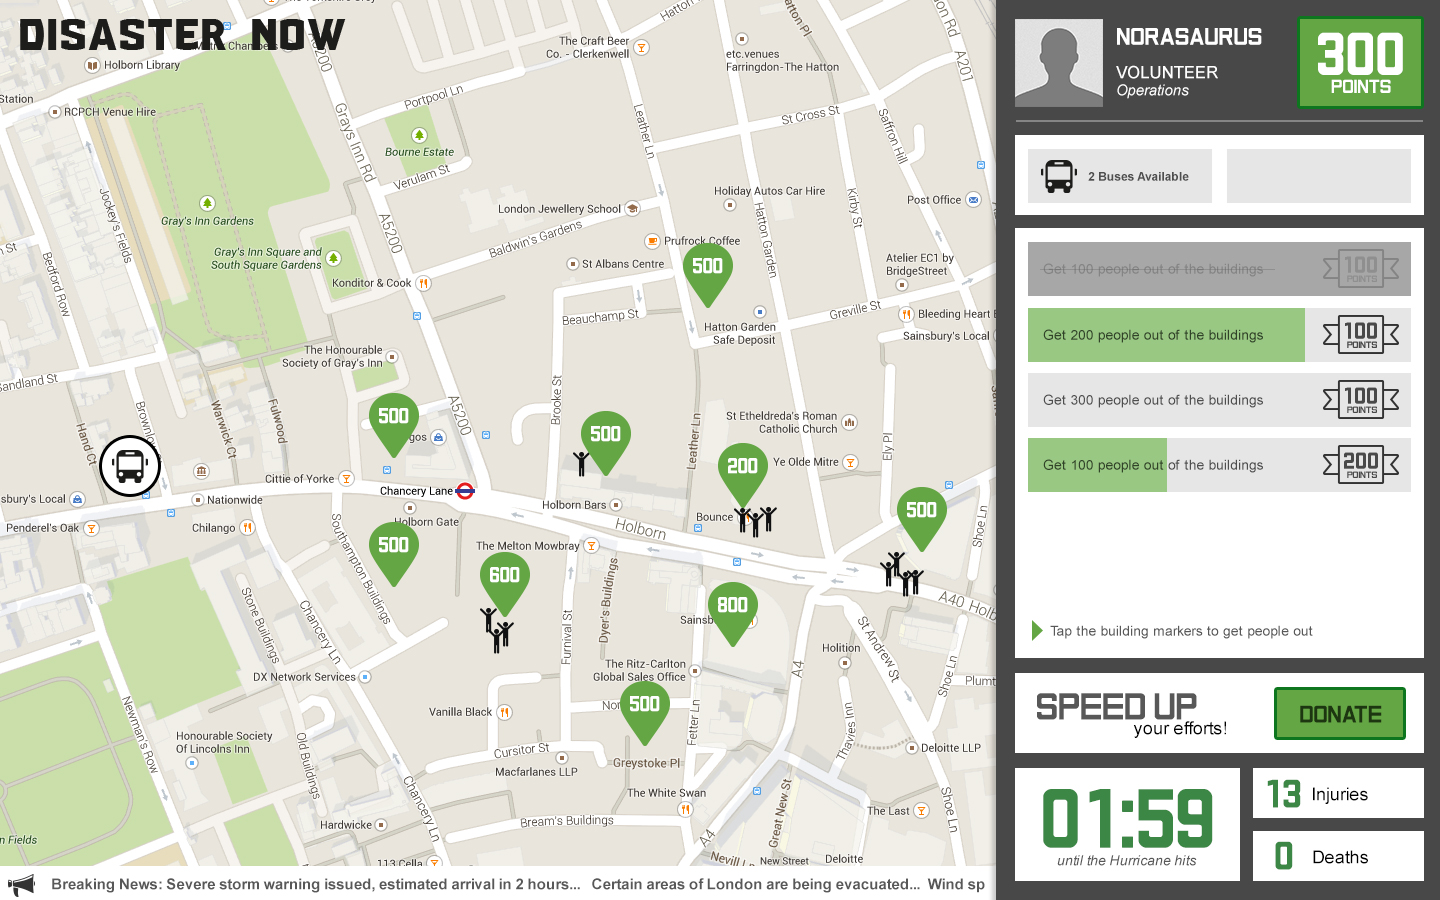 DISASTER NOW
Holborn Library
Station
RCPCH Venue Hire
Portpool Ln
Bourne Estate
Verulam St
Grays Inn Rd
A5200
A5200
A5200
Jockey's Fields
Gray's Inn Gardens
Gray's Inn Square and
South Square Gardens
Bedford Row
Konditor & Cook
The Craft Beer
Co. - Clerkenwell
etc.venues
Farringdon-The Hatton
A201
Leather Ln
St Cross St
Saffron Hill
Holiday Autos Car Hire
London Jewellery School
Post Office
Kirby St
Hatton Garden
Baldwin's Gardens
Prufrock Coffee
St Albans Centre
500
Atelier EC1 by
BridgeStreet
Beauchamp St
Greville St
Bleeding Heart
Hatton Garden
Safe Deposit
Sainsbury's Local
The Honourable
Society of Gray's Inn
Sandland St
Brooke St
Hand Ct
Warwick Ct
Fulwood
500
500
St Etheldreda's Roman
Catholic Church
Leather Ln
Ely Pl
200
Ye Olde Mitre
Cittie of Yorke
Chancery Lane
Nationwide
sbury's Local
Penderel's Oak
Chilango
Holborn Gate
Holborn Bars
Bounce
500
Shoe Ln
Holborn
Southampton Buildings
500
The Melton Mowbray
600
800
A40
Stone Buildings
Chancery Ln
Furnival St
Dyer's Buildings
St Andrew St
Holition
A4
Shoe Ln
The Ritz-Carlton
Global Sales Office
DX Network Services
Plumt
Newman's Row
Vanilla Black
500
Fetter Ln
Thavies Inn
Honourable Society
Of Lincolns Inn
Old Buildings
Cursitor St
Macfarlanes LLP
Greystoke Pl
Deloitte LLP
The White Swan
Chancery Ln
Great New St
The Last
Shoe Ln
Hardwicke
Bream's Buildings
n Fields
A4
113 Cella
New Street
Deloitte
Breaking News: Severe storm warning issued, estimated arrival in 2 hours... Certain areas of London are being evacuated... Wind sp
NORASAURUS
VOLUNTEER
Operations
300
POINTS
2 Buses Available
Get 100 people out of the buildings
100
POINTS
Get 200 people out of the buildings
100
POINTS
Get 300 people out of the buildings
100
POINTS
Get 100 people out of the buildings
200
POINTS
Tap the building markers to get people out
SPEED UP
your efforts!
DONATE
01:59
until the Hurricane hits
13 Injuries
0 Deaths